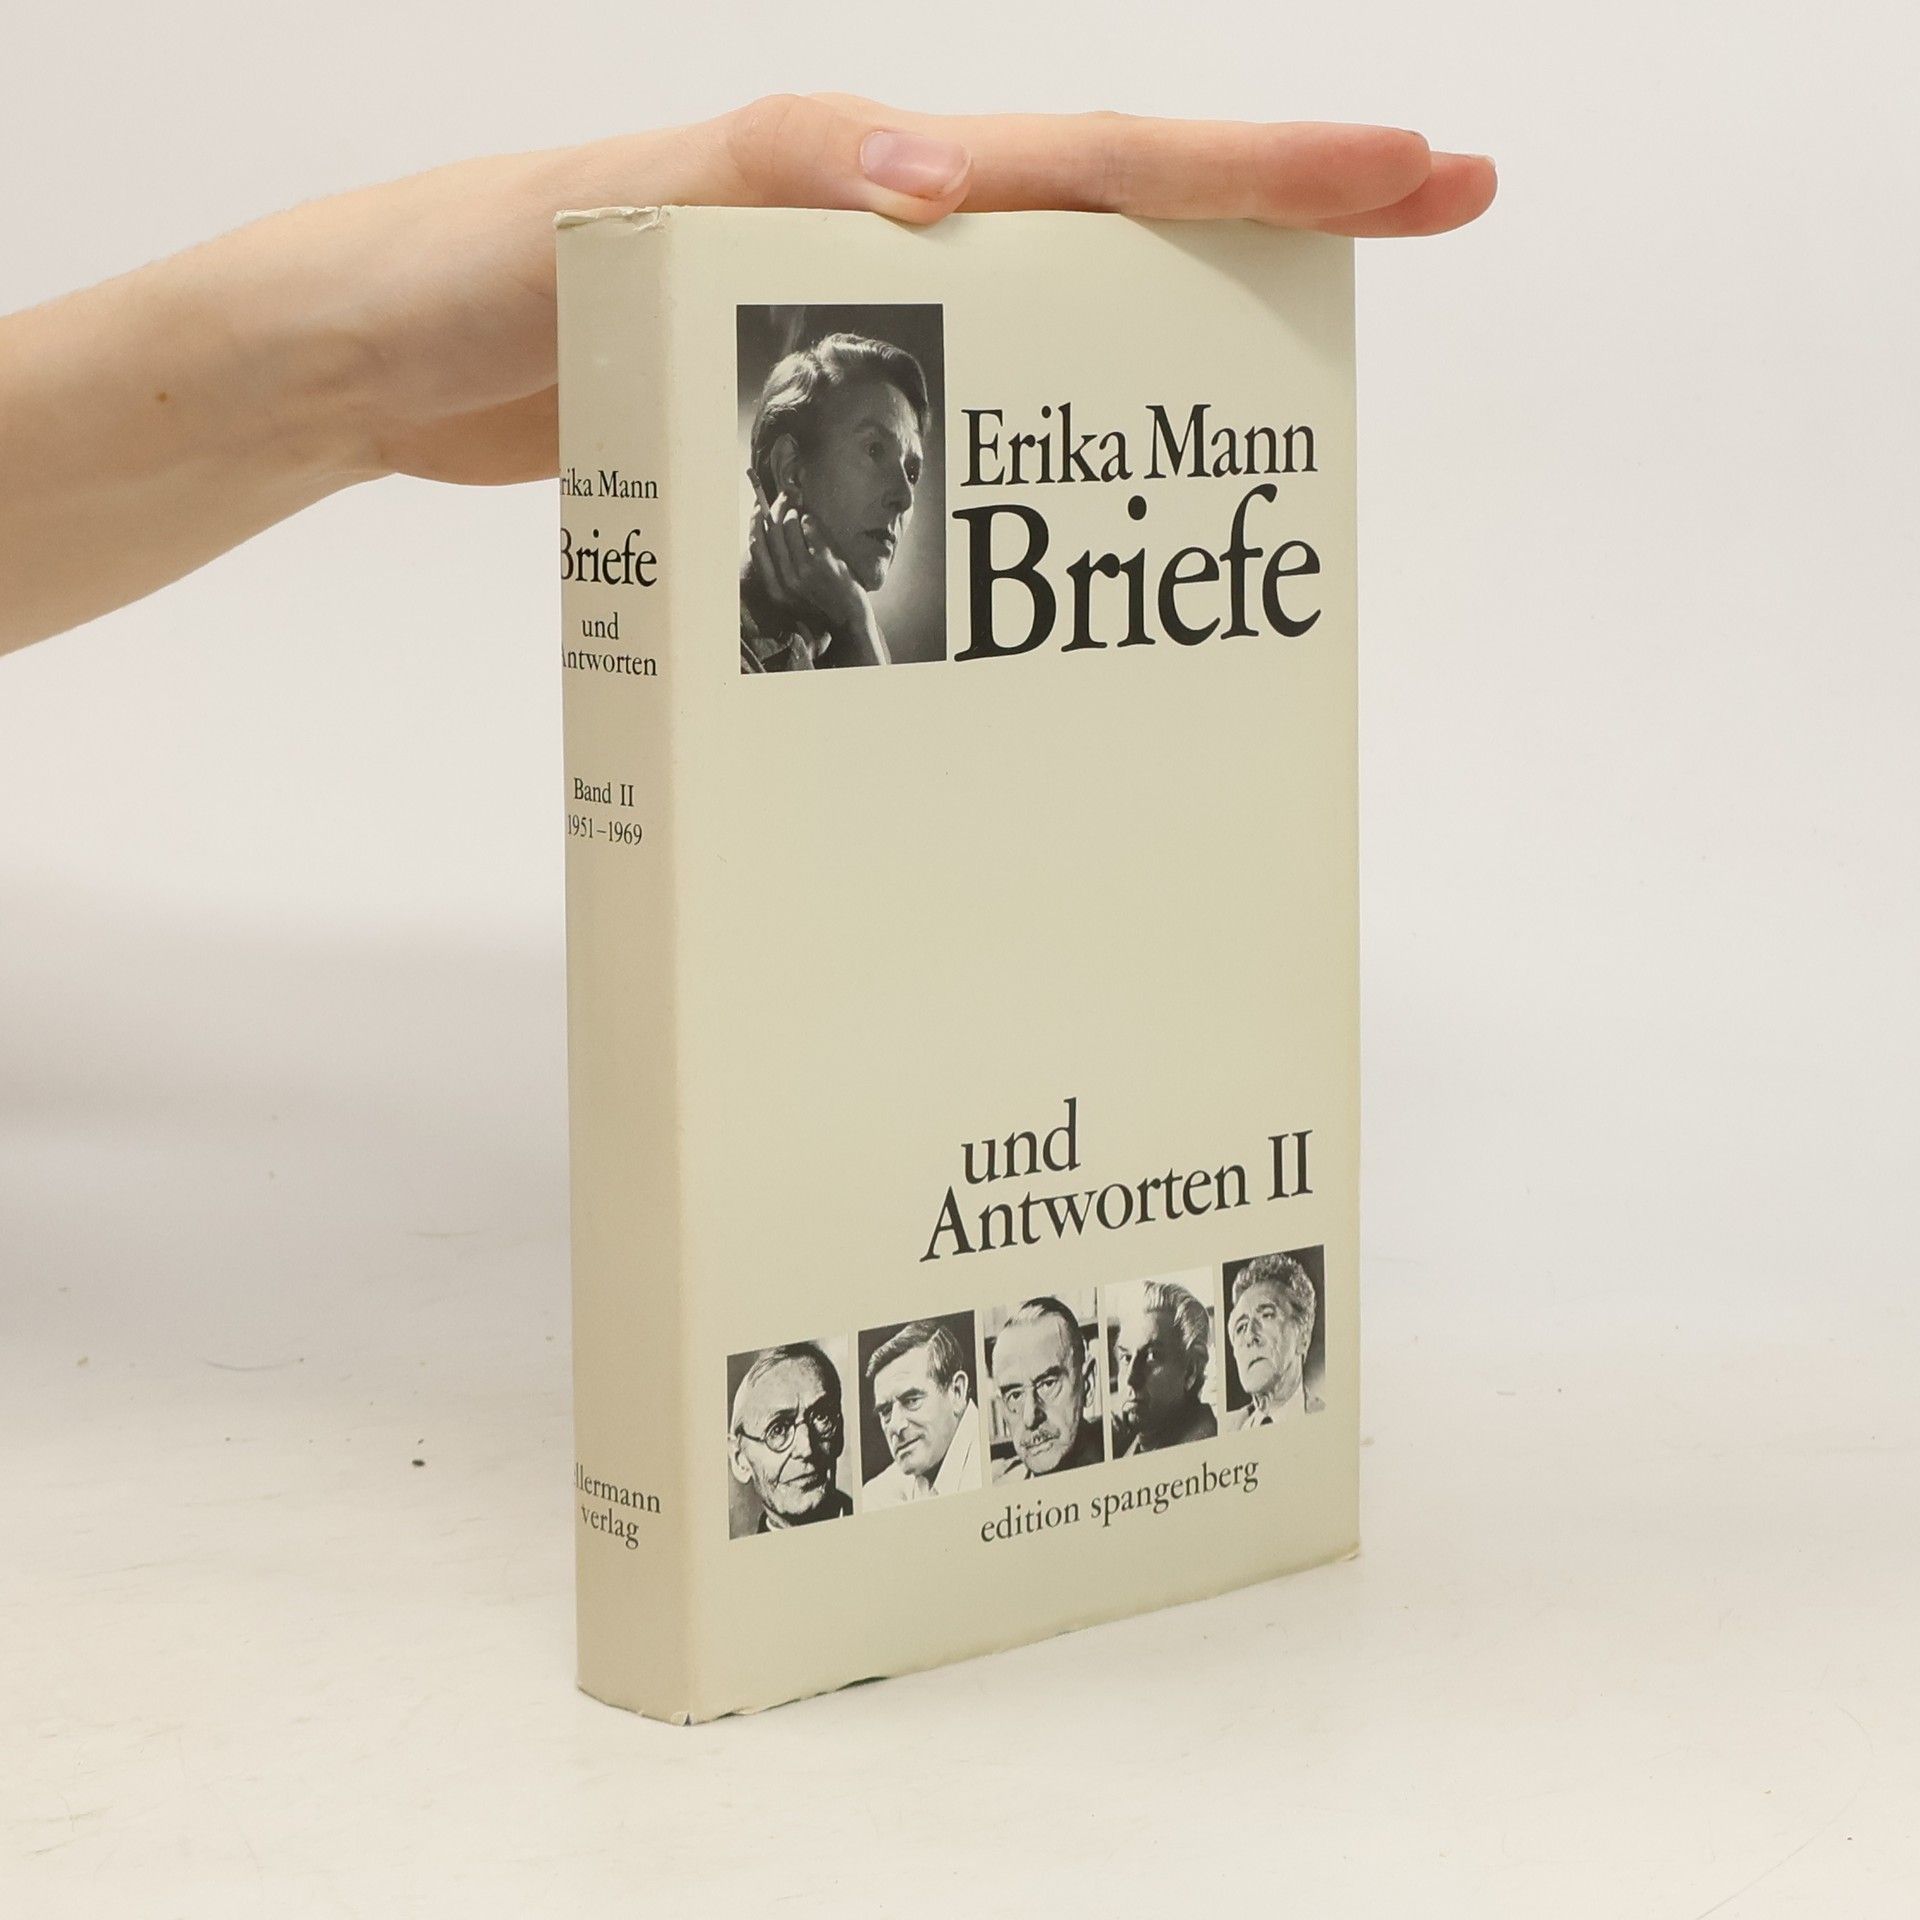 rika Mann
Briefe
und
Antworten
Band II
1951–1969
llermann
verlag
Erika Mann
Briefe
und
Antworten II
edition spangenberg